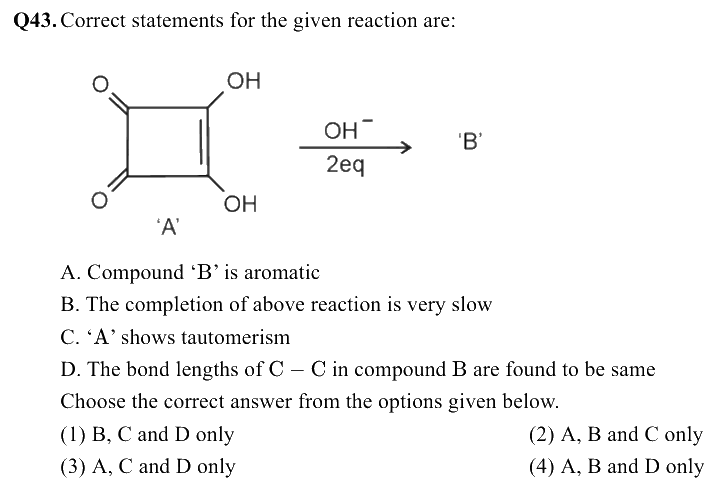 Q43. Correct statements for the given reaction are:
O
OH
OH⁻
2eq
'B'
O
OH
'A'
A. Compound ‘B’ is aromatic
B. The completion of above reaction is very slow
C. ‘A’ shows tautomerism
D. The bond lengths of C – C in compound B are found to be same
Choose the correct answer from the options given below.
(1) B, C and D only (2) A, B and C only
(3) A, C and D only (4) A, B and D only